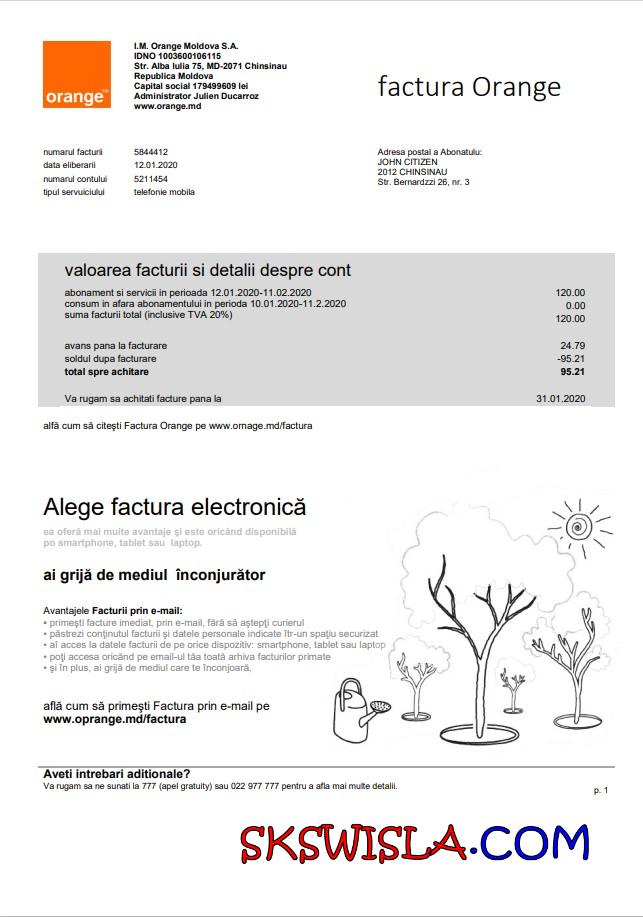 orange™
I.M. Orange Moldova S.A.
IDNO 1003600106115
Str. Alba Iulia 75, MD-2071 Chinsinau
Republica Moldova
Capital social 179499609 lei
Administrator Julien Ducarroz
www.orange.md
factura Orange
numarul facturii 5844412
data eliberarii 12.01.2020
numarul contului 5211454
tipul servuiciului telefonie mobila
Adresa postal a Abonatulu:
JOHN CITIZEN
2012 CHINSINAU
Str. Bernardzzi 26, nr. 3
valoarea facturii si detalii despre cont
abonament si servicii in perioada 12.01.2020-11.02.2020 120.00
consum in afara abonamentului in perioda 10.01.2020-11.2.2020 0.00
suma facturii total (inclusive TVA 20%) 120.00
avans pana la facturare 24.79
soldul dupa facturare -95.21
total spre achitare 95.21
Va rugam sa achitati facture pana la 31.01.2020
alfă cum să citeşti Factura Orange pe www.ornage.md/factura
Alege factura electronică
ea oferă mai muite avantaje şi este oricând disponibilă
po smartphone, tablet sau laptop.
ai grijă de mediul înconjurător
Avantajele Facturii prin e-mail:
• primeşti facture imediat, prin e-mail, fără să aştepţi curierul
• păstrezi conţinutul facturii şi datele personale indicate îtr-un spaţiu securizat
• aî acces la datele facturii de pe orice dispozitiv: smartphone, tablet sau laptop
• poţi accesa oricând pe email-ul tăa toată arhiva facturilor primate
• şi în plus, ai grijă de mediul care te înconjoară,
află cum să primeşti Factura prin e-mail pe
www.oprange.md/factura
Aveti intrebari aditionale?
Va rugam sa ne sunati la 777 (apel gratuity) sau 022 977 777 pentru a afla mai multe detalii.
p. 1
SKSWISLA.COM